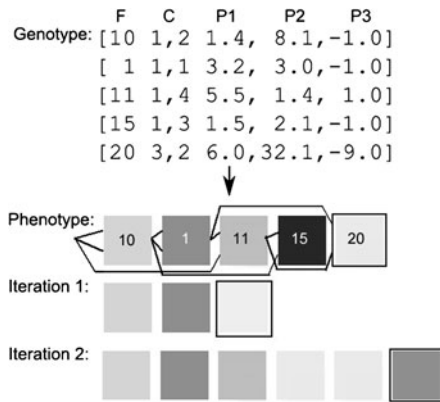 F C P1 P2 P3
Genotype: [10 1,2 1.4, 8.1,-1.0]
[ 1 1,1 3.2, 3.0,-1.0]
[11 1,4 5.5, 1.4, 1.0]
[15 1,3 1.5, 2.1,-1.0]
[20 3,2 6.0,32.1,-9.0]
Phenotype: 10 1 11 15 20
Iteration 1:
Iteration 2: